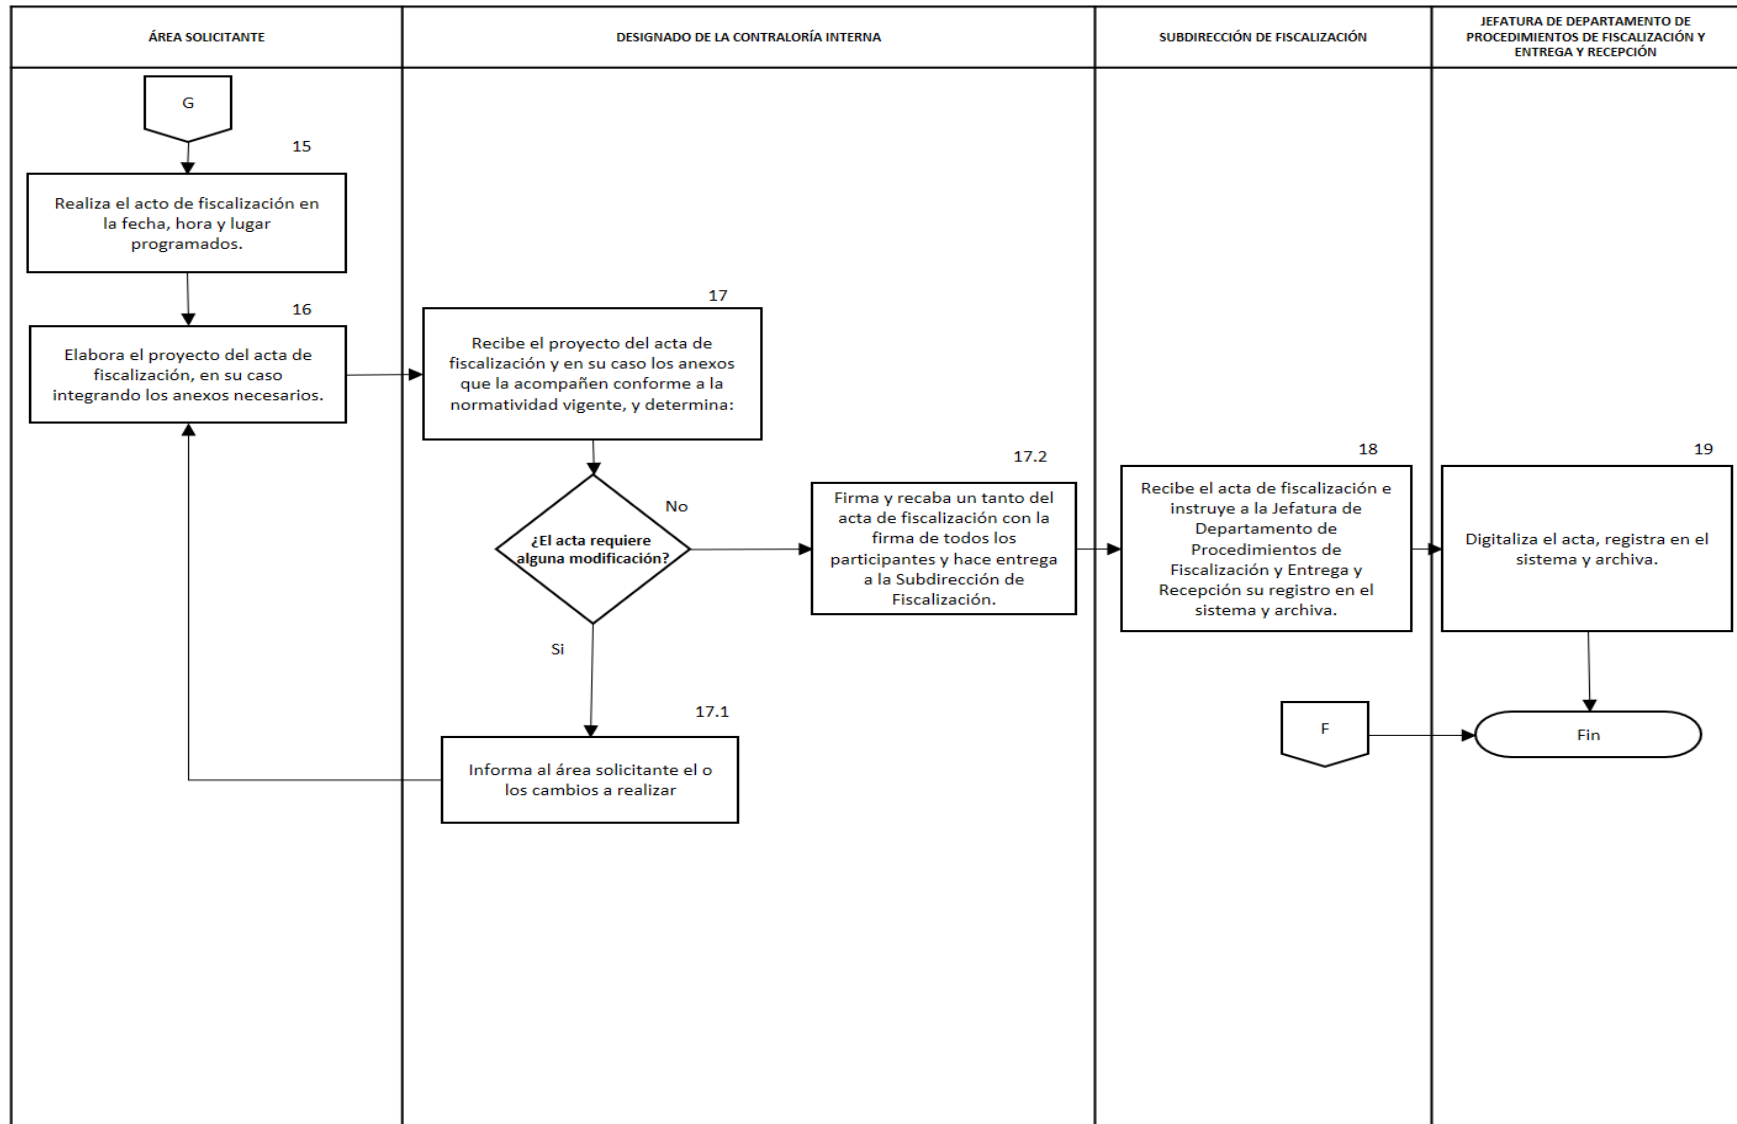 ÁREA SOLICITANTE
DESIGNADO DE LA CONTRALORÍA INTERNA
SUBDIRECCIÓN DE FISCALIZACIÓN
JEFATURA DE DEPARTAMENTO DE
PROCEDIMIENTOS DE FISCALIZACIÓN Y
ENTREGA Y RECEPCIÓN
G
15
Realiza el acto de fiscalización en
la fecha, hora y lugar
programados.
16
Elabora el proyecto del acta de
fiscalización, en su caso
integrando los anexos necesarios.
17
Recibe el proyecto del acta de
fiscalización y en su caso los anexos
que la acompañen conforme a la
normatividad vigente, y determina:
¿El acta requiere
alguna modificación?
No
Si
17.1
Informa al área solicitante el o
los cambios a realizar
17.2
Firma y recaba un tanto del
acta de fiscalización con la
firma de todos los
participantes y hace entrega
a la Subdirección de
Fiscalización.
18
Recibe el acta de fiscalización e
instruye a la Jefatura de
Departamento de
Procedimientos de
Fiscalización y Entrega y
Recepción su registro en el
sistema y archiva.
19
Digitaliza el acta, registra en el
sistema y archiva.
F
Fin